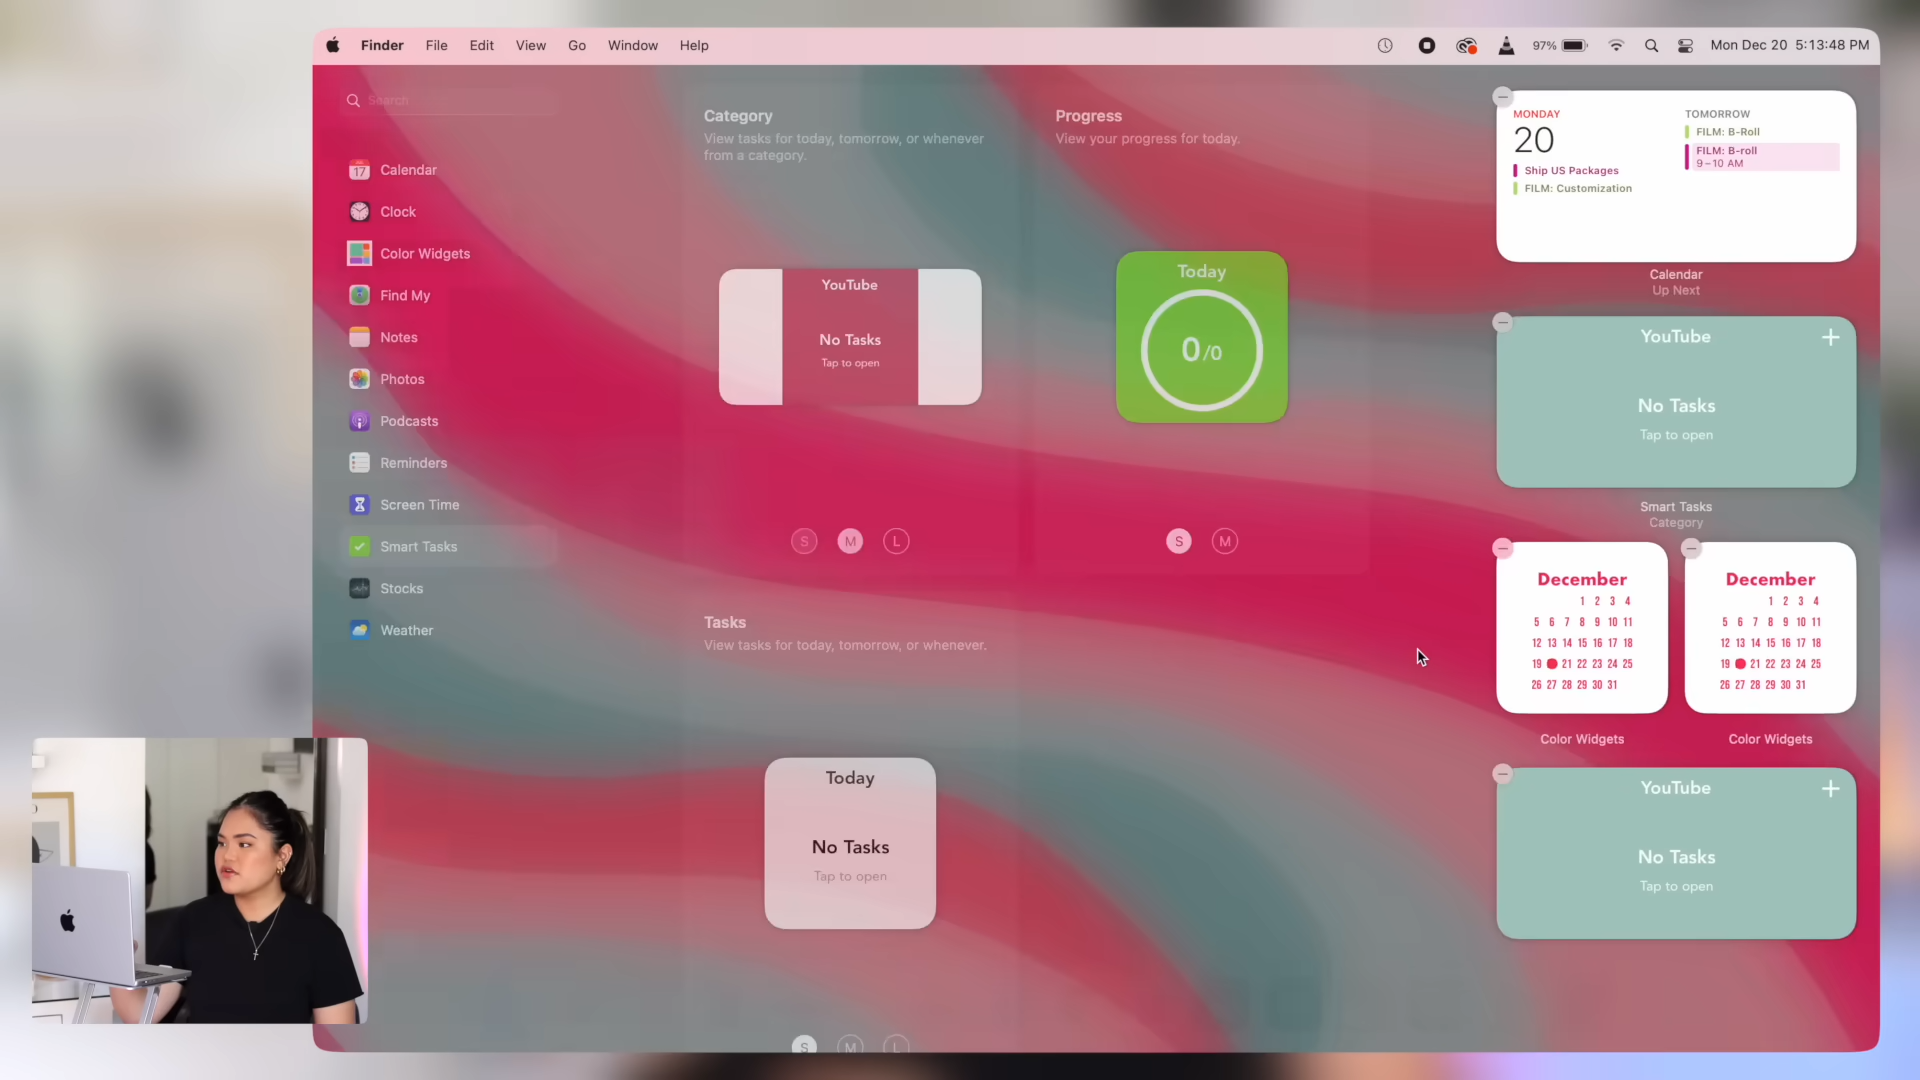 Finder File Edit View Go Window Help
97% Mon Dec 20 5:13:48 PM
Search
17 Calendar
Clock
Color Widgets
Find My
Notes
Photos
Podcasts
Reminders
Screen Time
Smart Tasks
Stocks
Weather
Category
View tasks for today, tomorrow, or whenever
from a category.
YouTube
No Tasks
Tap to open
S M L
Progress
View your progress for today.
Today
0/0
S M
Tasks
View tasks for today, tomorrow, or whenever.
Today
No Tasks
Tap to open
S M L
MONDAY
20
Ship US Packages
FILM: Customization
TOMORROW
FILM: B-Roll
FILM: B-roll
9–10 AM
Calendar
Up Next
YouTube
No Tasks
Tap to open
Smart Tasks
Category
December
1 2 3 4
5 6 7 8 9 10 11
12 13 14 15 16 17 18
19 21 22 23 24 25
26 27 28 29 30 31
Color Widgets
December
1 2 3 4
5 6 7 8 9 10 11
12 13 14 15 16 17 18
19 21 22 23 24 25
26 27 28 29 30 31
Color Widgets
YouTube
No Tasks
Tap to open